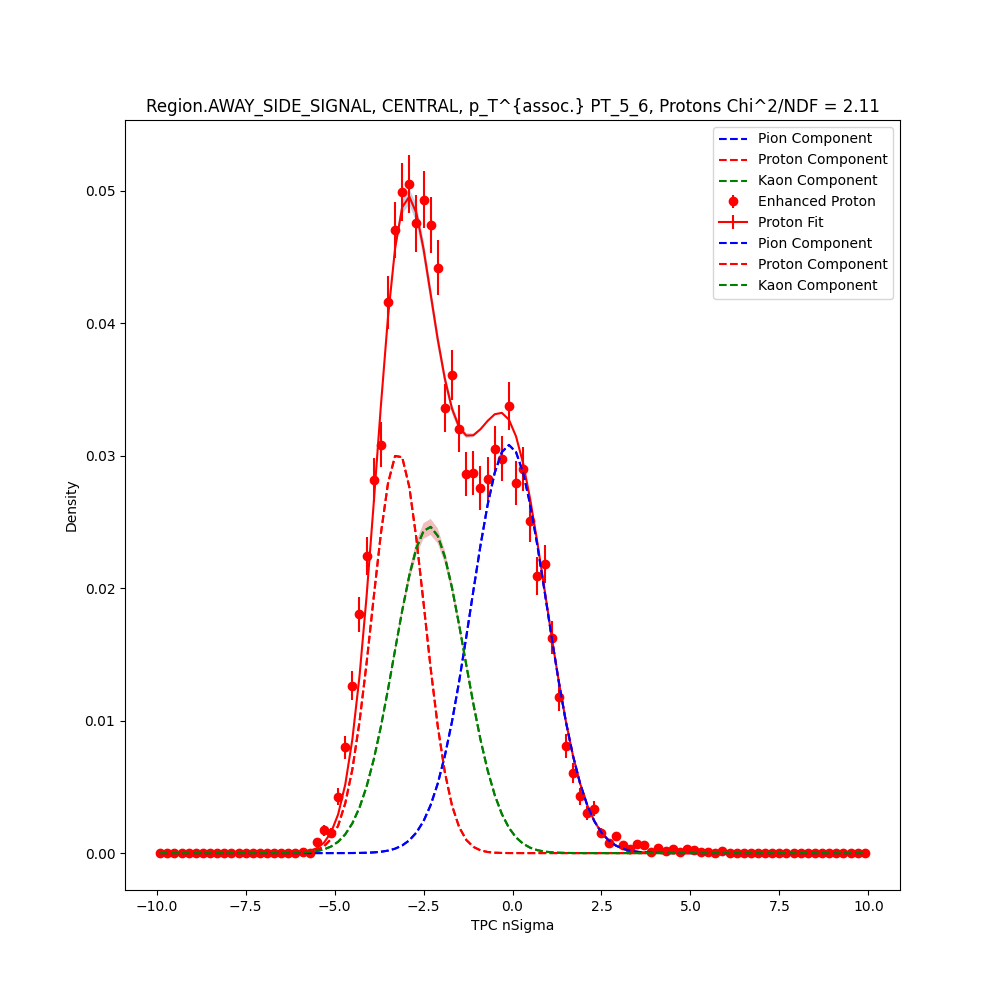 Region.AWAY_SIDE_SIGNAL, CENTRAL, p_T^{assoc.} PT_5_6, Protons Chi^2/NDF = 2.11
Pion Component
Proton Component
Kaon Component
Enhanced Proton
Proton Fit
Pion Component
Proton Component
Kaon Component
0.05
0.04
0.03
0.02
0.01
0.00
Density
−10.0 −7.5 −5.0 −2.5 0.0 2.5 5.0 7.5 10.0
TPC nSigma